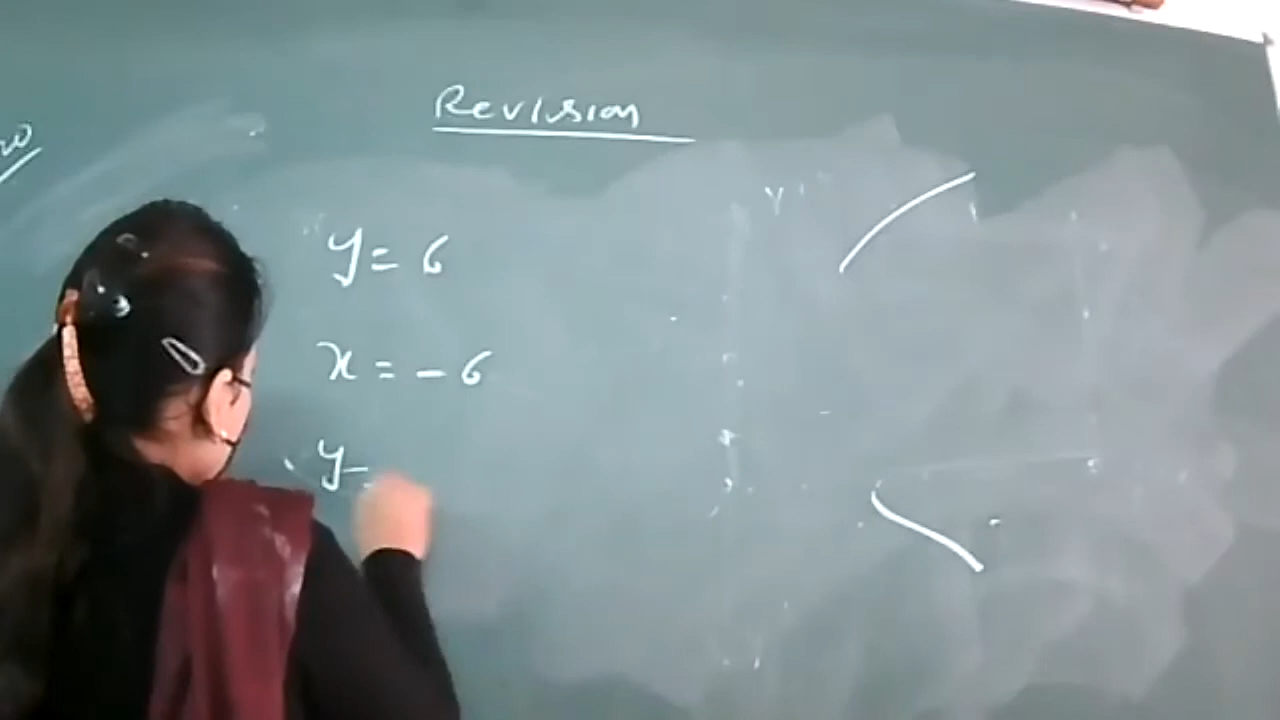 Revision
y = 6
x = - 6
y =